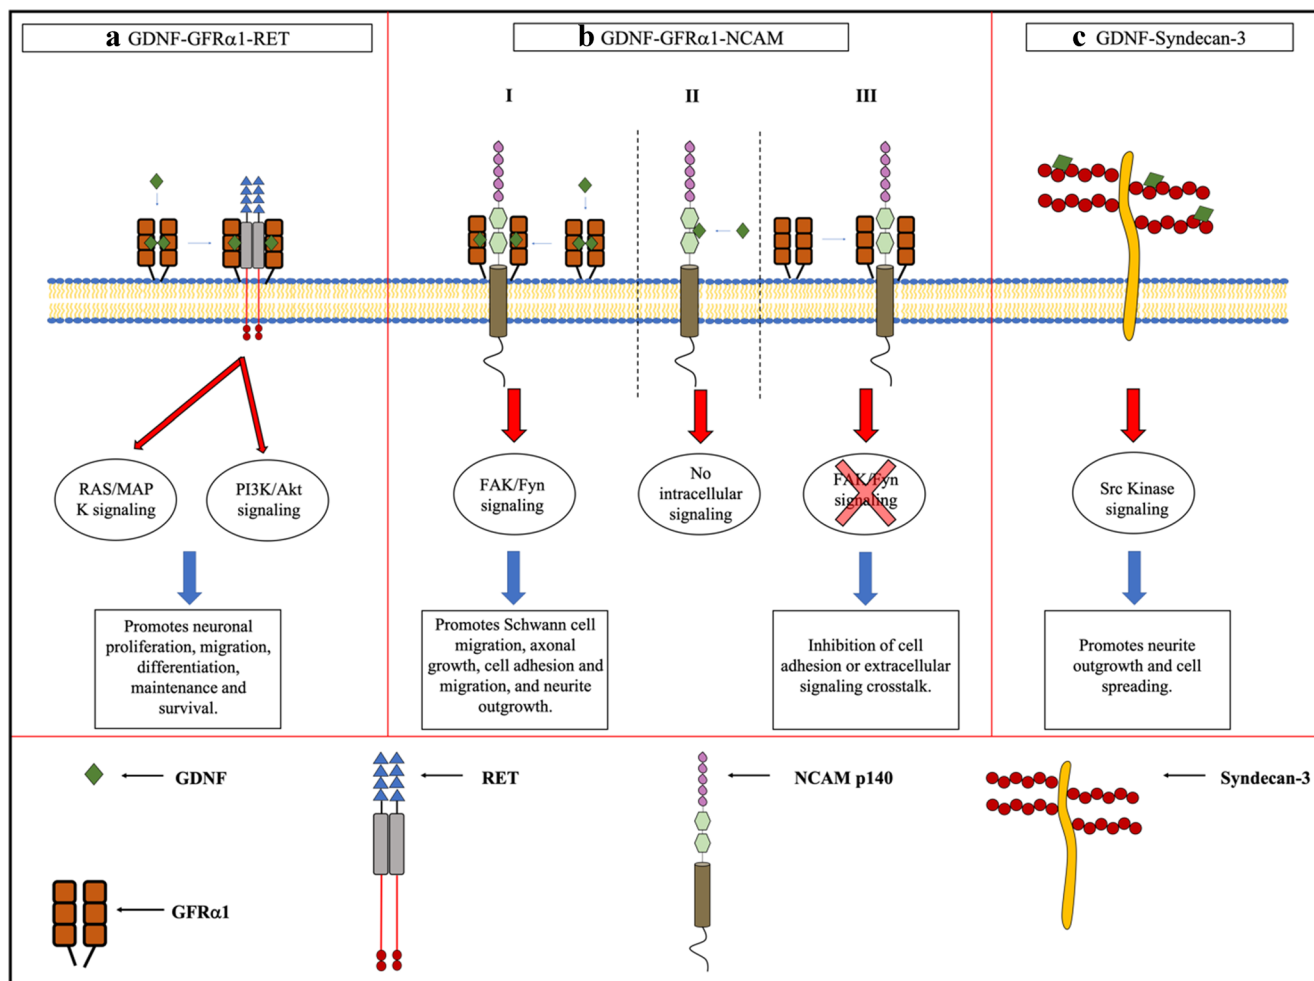 a GDNF-GFRα1-RET
b GDNF-GFRα1-NCAM
c GDNF-Syndecan-3
I
II
III
RAS/MAP
K signaling
PI3K/Akt
signaling
FAK/Fyn
signaling
No
intracellular
signaling
FAK/Fyn
signaling
Src Kinase
signaling
Promotes neuronal
proliferation, migration,
differentiation,
maintenance and
survival.
Promotes Schwann cell
migration, axonal
growth, cell adhesion and
migration, and neurite
outgrowth.
Inhibition of cell
adhesion or extracellular
signaling crosstalk.
Promotes neurite
outgrowth and cell
spreading.
GDNF
RET
NCAM p140
Syndecan-3
GFRα1